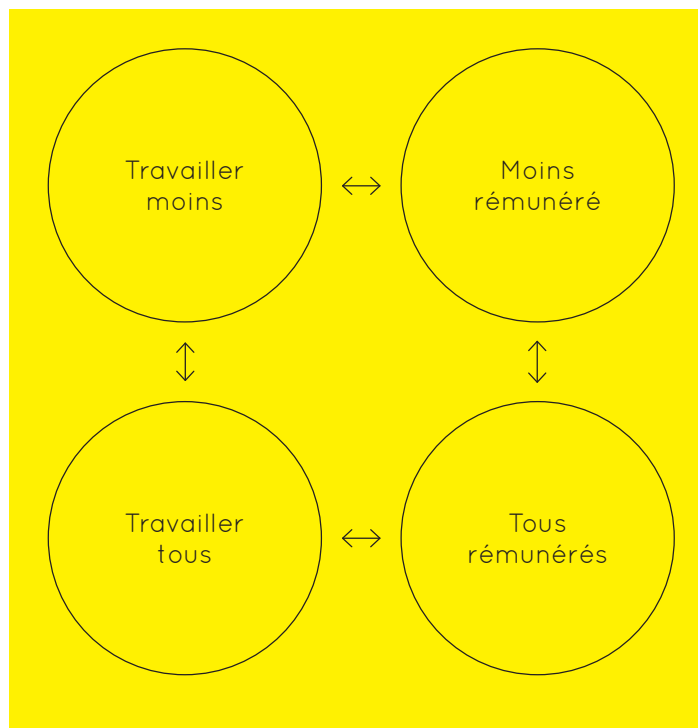 Travailler
moins
Moins
rémunéré
Travailler
tous
Tous
rémunérés